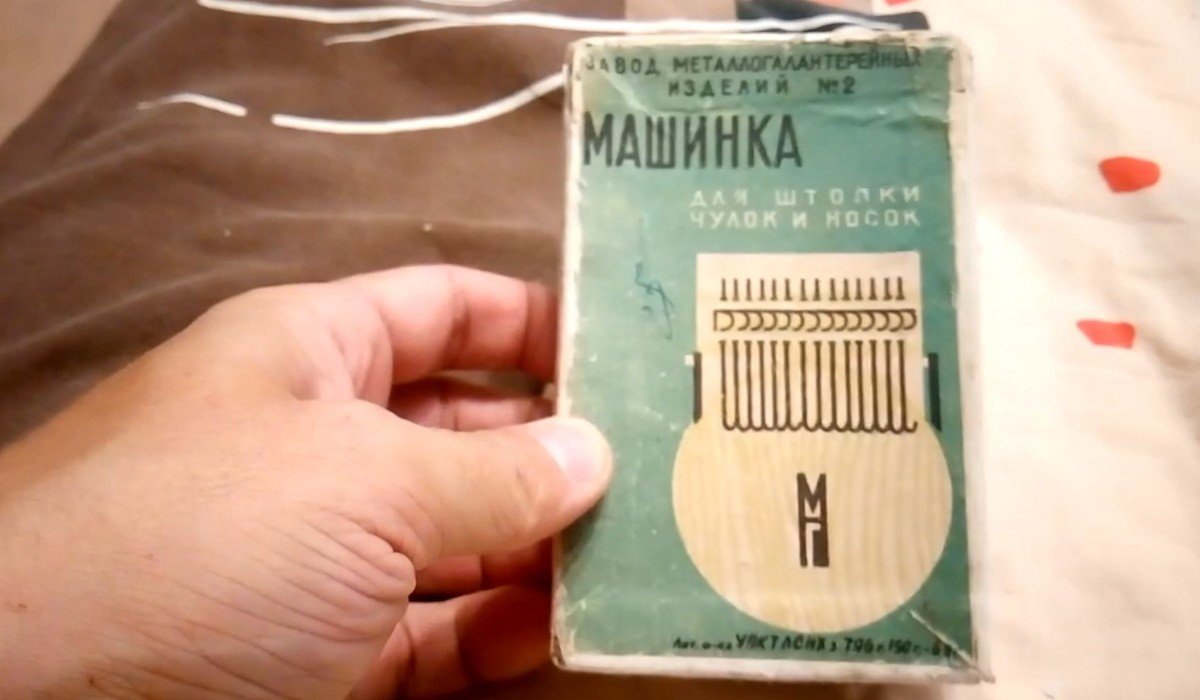 ЗАВОД МЕТАЛЛОГАЛАНТЕРЕЙНЫХ
ИЗДЕЛИЙ №2
МАШИНКА
ДЛЯ ШТОПКИ
ЧУЛОК И НОСОК
МГ